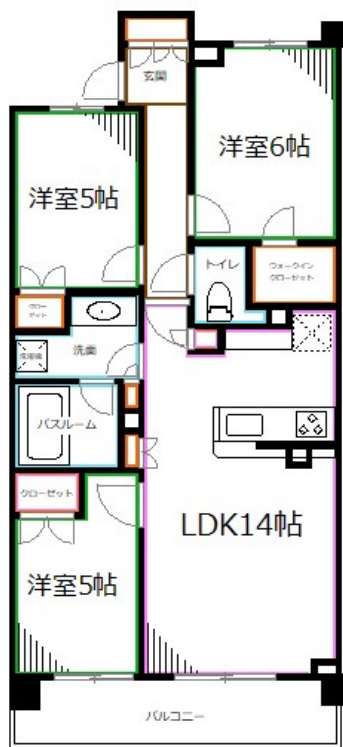 玄関
洋室6帖
洋室5帖
トイレ
ウォークイン
クローゼット
クロー
ゼット
洗面
洗濯機
バスルーム
クローゼット
LDK14帖
洋室5帖
バルコニー